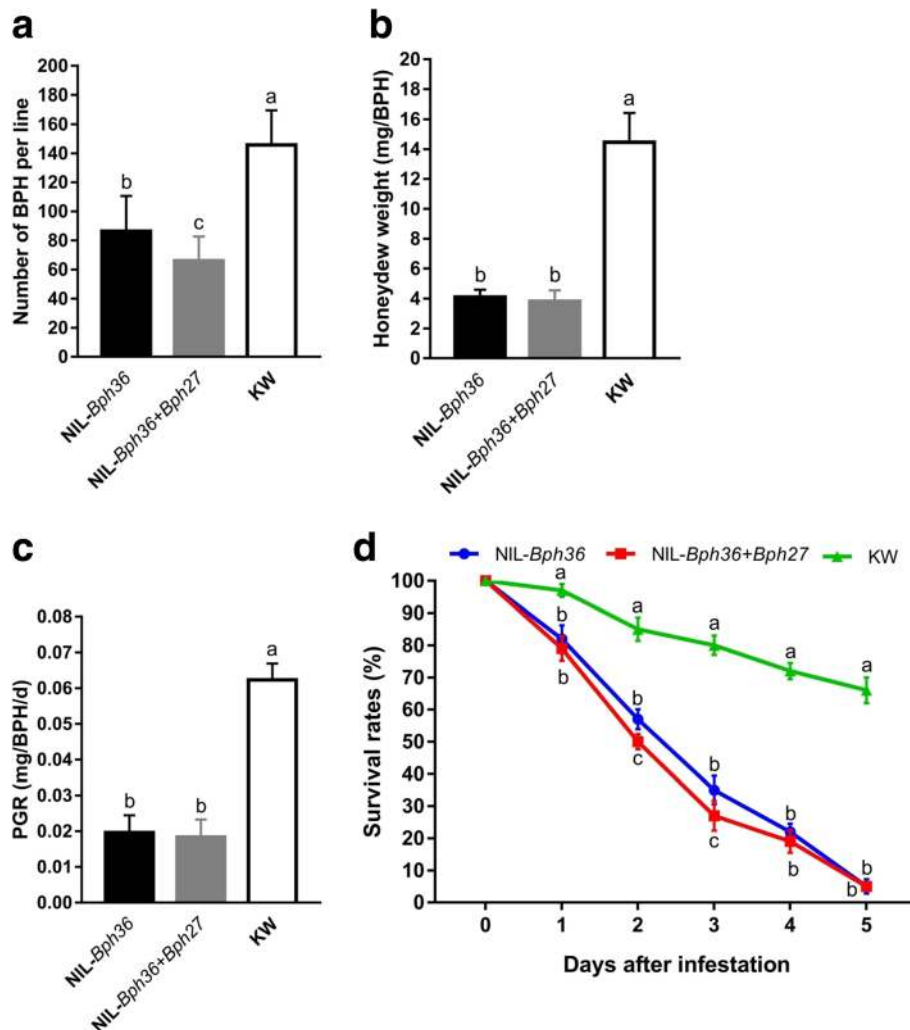 a
Number of BPH per line
200
180
160
140
120
100
80
60
40
20
0
b
c
a
NIL-Bph36
NIL-Bph36+Bph27
KW
b
Honeydew weight (mg/BPH)
20
18
16
14
12
10
8
6
4
2
0
b
b
a
NIL-Bph36
NIL-Bph36+Bph27
KW
c
PGR (mg/BPH/d)
0.08
0.07
0.06
0.05
0.04
0.03
0.02
0.01
0.00
b
b
a
NIL-Bph36
NIL-Bph36+Bph27
KW
d
NIL-Bph36 NIL-Bph36+Bph27 KW
Survival rates (%)
100
90
80
70
60
50
40
30
20
10
0
a
a
a
a
a
b
b
b
b
b
b
c
c
b
b
0 1 2 3 4 5
Days after infestation